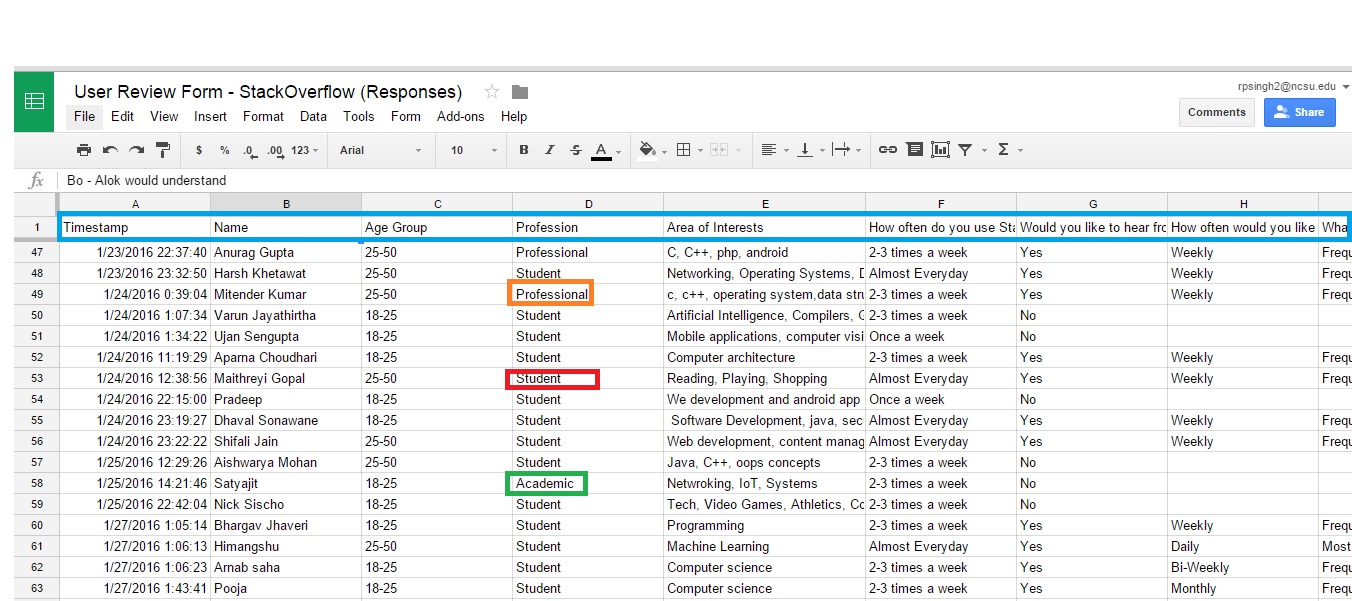 User Review Form - StackOverflow (Responses)
rpsingh2@ncsu.edu
File Edit View Insert Format Data Tools Form Add-ons Help
Comments Share
$ % .0 .00 123 Arial 10 B I S A Σ
fx Bo - Alok would understand
A B C D E F G H
1 Timestamp Name Age Group Profession Area of Interests How often do you use Sta Would you like to hear fro How often would you like Wha
47 1/23/2016 22:37:40 Anurag Gupta 25-50 Professional C, C++, php, android 2-3 times a week Yes Weekly Frequ
48 1/23/2016 23:32:50 Harsh Khetawat 25-50 Student Networking, Operating Systems, D Almost Everyday Yes Weekly Frequ
49 1/24/2016 0:39:04 Mitender Kumar 25-50 Professional c, c++, operating system,data stru 2-3 times a week Yes Weekly Frequ
50 1/24/2016 1:07:34 Varun Jayathirtha 18-25 Student Artificial Intelligence, Compilers, G 2-3 times a week No
51 1/24/2016 1:34:22 Ujan Sengupta 18-25 Student Mobile applications, computer visi Once a week No
52 1/24/2016 11:19:29 Aparna Choudhari 18-25 Student Computer architecture 2-3 times a week Yes Weekly Frequ
53 1/24/2016 12:38:56 Maithreyi Gopal 25-50 Student Reading, Playing, Shopping Almost Everyday Yes Weekly Frequ
54 1/24/2016 22:15:00 Pradeep 18-25 Student We development and android app Once a week No
55 1/24/2016 23:19:27 Dhaval Sonawane 18-25 Student Software Development, java, sec Almost Everyday Yes Weekly Frequ
56 1/24/2016 23:22:22 Shifali Jain 25-50 Student Web development, content manag Almost Everyday Yes Weekly Frequ
57 1/25/2016 12:29:26 Aishwarya Mohan 25-50 Student Java, C++, oops concepts 2-3 times a week No
58 1/25/2016 14:21:46 Satyajit 18-25 Academic Netwroking, IoT, Systems 2-3 times a week No
59 1/25/2016 22:42:04 Nick Sischo 18-25 Student Tech, Video Games, Athletics, Co 2-3 times a week No
60 1/27/2016 1:05:14 Bhargav Jhaveri 18-25 Student Programming 2-3 times a week Yes Weekly Frequ
61 1/27/2016 1:06:13 Himangshu 25-50 Student Machine Learning Almost Everyday Yes Daily Most
62 1/27/2016 1:06:23 Arnab saha 18-25 Student Computer science 2-3 times a week Yes Bi-Weekly Frequ
63 1/27/2016 1:43:41 Pooja 18-25 Student Computer science 2-3 times a week Yes Monthly Frequ